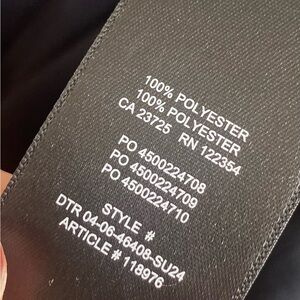 100% POLYESTER
100% POLYESTER
CA 23725 RN 122354
PO 4500224708
PO 4500224709
PO 4500224710
STYLE #
DTR 04-06-46408-SU24
ARTICLE # 118976